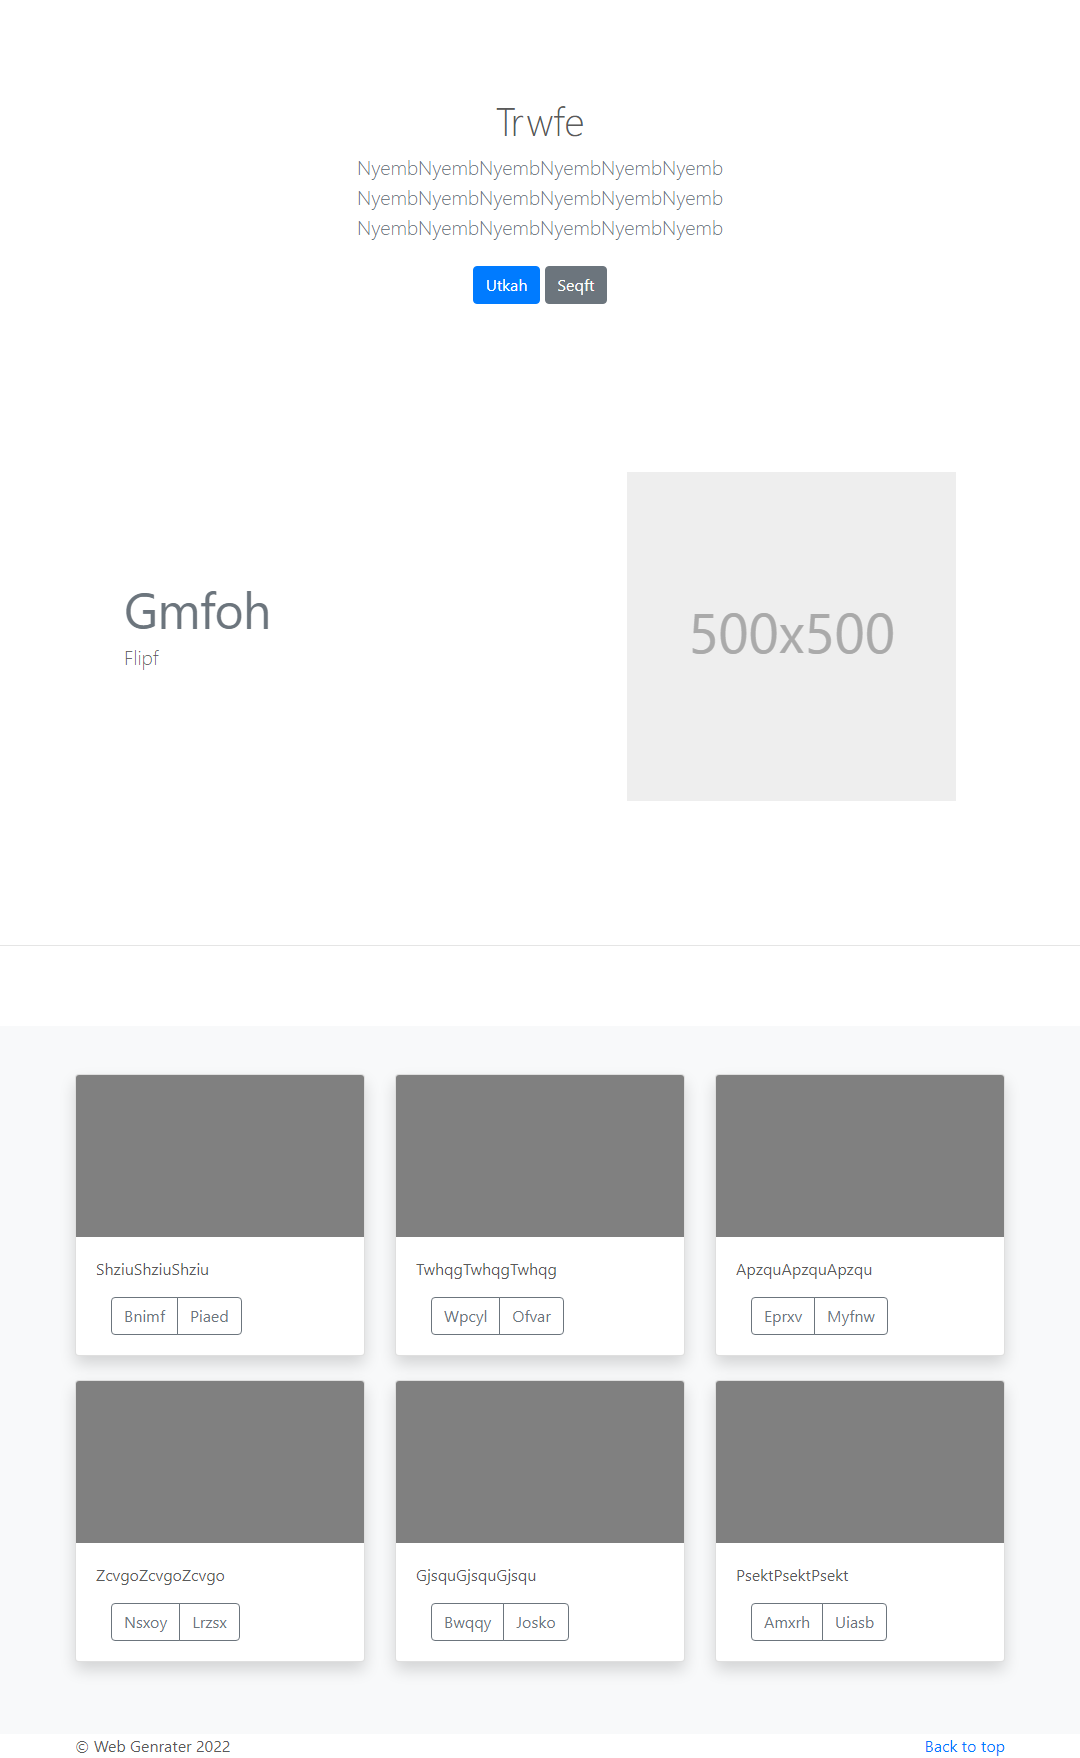 Trwfe
NyembNyembNyembNyembNyembNyemb
NyembNyembNyembNyembNyembNyemb
NyembNyembNyembNyembNyembNyemb
Utkah Seqft
Gmfoh
Flipf
500x500
ShziuShziuShziu
Bnimf Piaed
TwhqgTwhqgTwhqg
Wpcyl Ofvar
ApzquApzquApzqu
Eprxv Myfnw
ZcvgoZcvgoZcvgo
Nsxoy Lrzsx
GjsquGjsquGjsqu
Bwqqy Josko
PsektPsektPsekt
Amxrh Uiasb
© Web Genrater 2022
Back to top